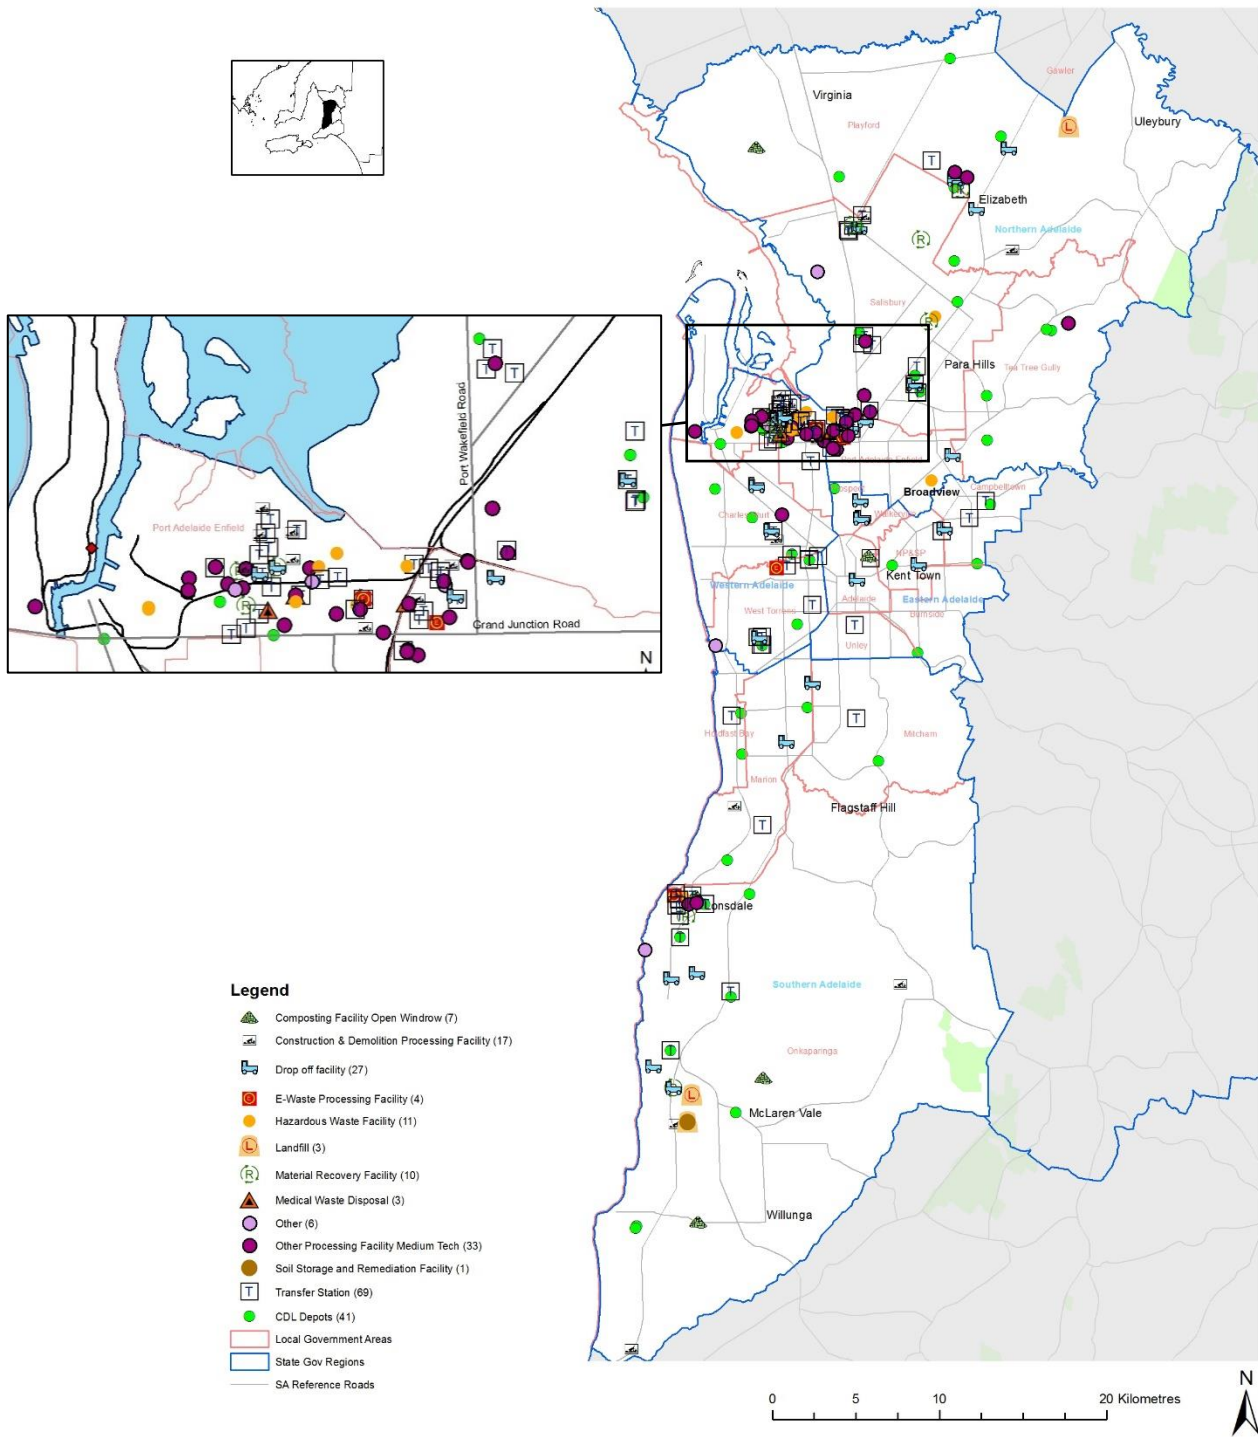 Virginia
Gawler
Uleybury
Playford
T
L
Elizabeth
Northern Adelaide
R
Salisbury
Para Hills
Tea Tree Gully
Port Wakefield Road
Port Adelaide Enfield
Grand Junction Road
N
Port Adelaide Enfield
Prospect
Broadview
Campbelltown
Charles Sturt
Walkerville
NP&SP
Kent Town
Western Adelaide
West Torrens
Adelaide
Eastern Adelaide
Burnside
Unley
Holdfast Bay
Mitcham
Marion
Flagstaff Hill
Lonsdale
Southern Adelaide
Onkaparinga
McLaren Vale
Willunga
Legend
Composting Facility Open Windrow (7)
Construction & Demolition Processing Facility (17)
Drop off facility (27)
E-Waste Processing Facility (4)
Hazardous Waste Facility (11)
L Landfill (3)
R Material Recovery Facility (10)
Medical Waste Disposal (3)
Other (6)
Other Processing Facility Medium Tech (33)
Soil Storage and Remediation Facility (1)
T Transfer Station (69)
CDL Depots (41)
Local Government Areas
State Gov Regions
SA Reference Roads
0 5 10 20 Kilometres
N